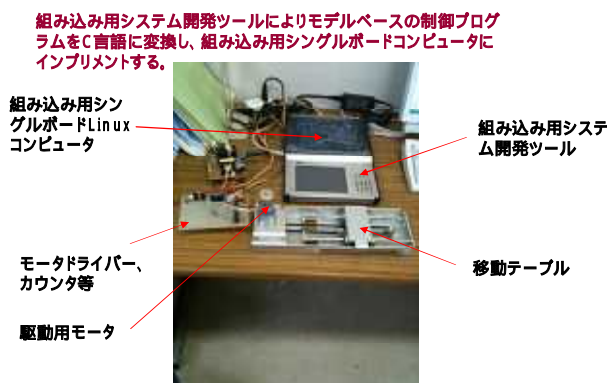 組み込み用システム開発ツールによりモデルベースの制御プログ
ラムをC言語に変換し、組み込み用シングルボードコンピュータに
インプリメントする。
組み込み用シン
グルボードLinux
コンピュータ
組み込み用システ
ム開発ツール
モータドライバー、
カウンタ等
移動テーブル
駆動用モータ